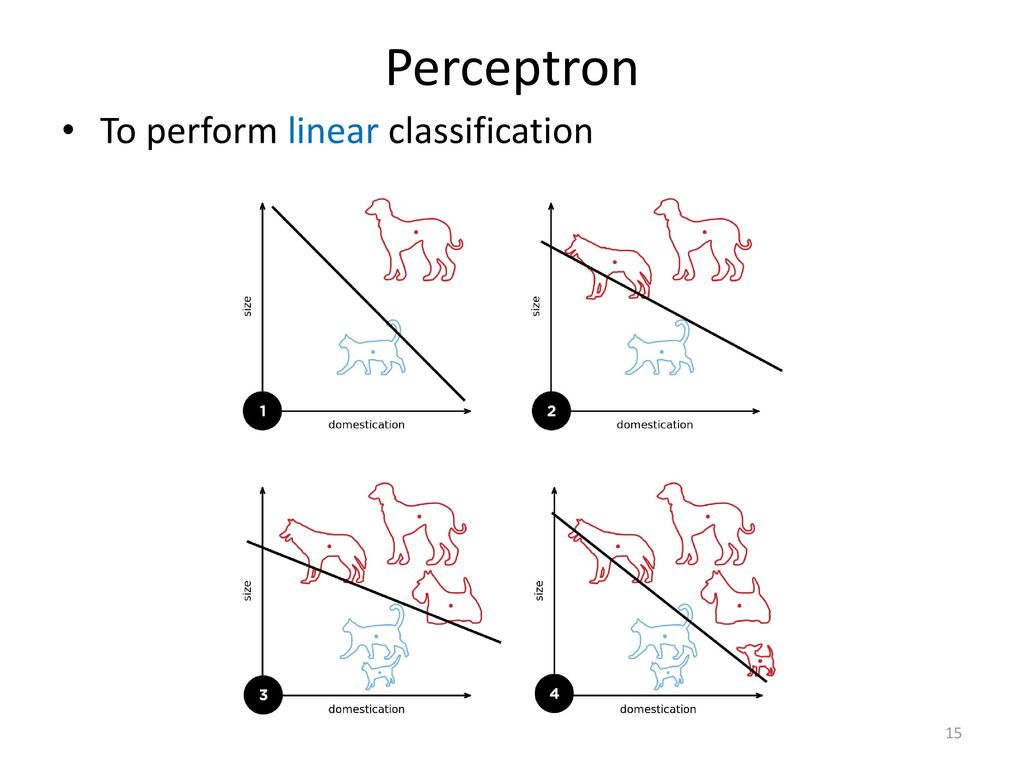 Perceptron
• To perform linear classification
size
1
domestication
size
2
domestication
size
3
domestication
size
4
domestication
15